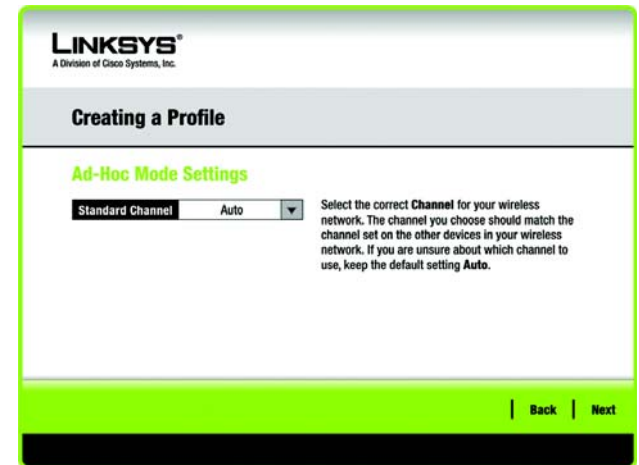 LINKSYS®
A Division of Cisco Systems, Inc.
Creating a Profile
Ad-Hoc Mode Settings
Standard Channel Auto
Select the correct Channel for your wireless
network. The channel you choose should match the
channel set on the other devices in your wireless
network. If you are unsure about which channel to
use, keep the default setting Auto.
Back Next